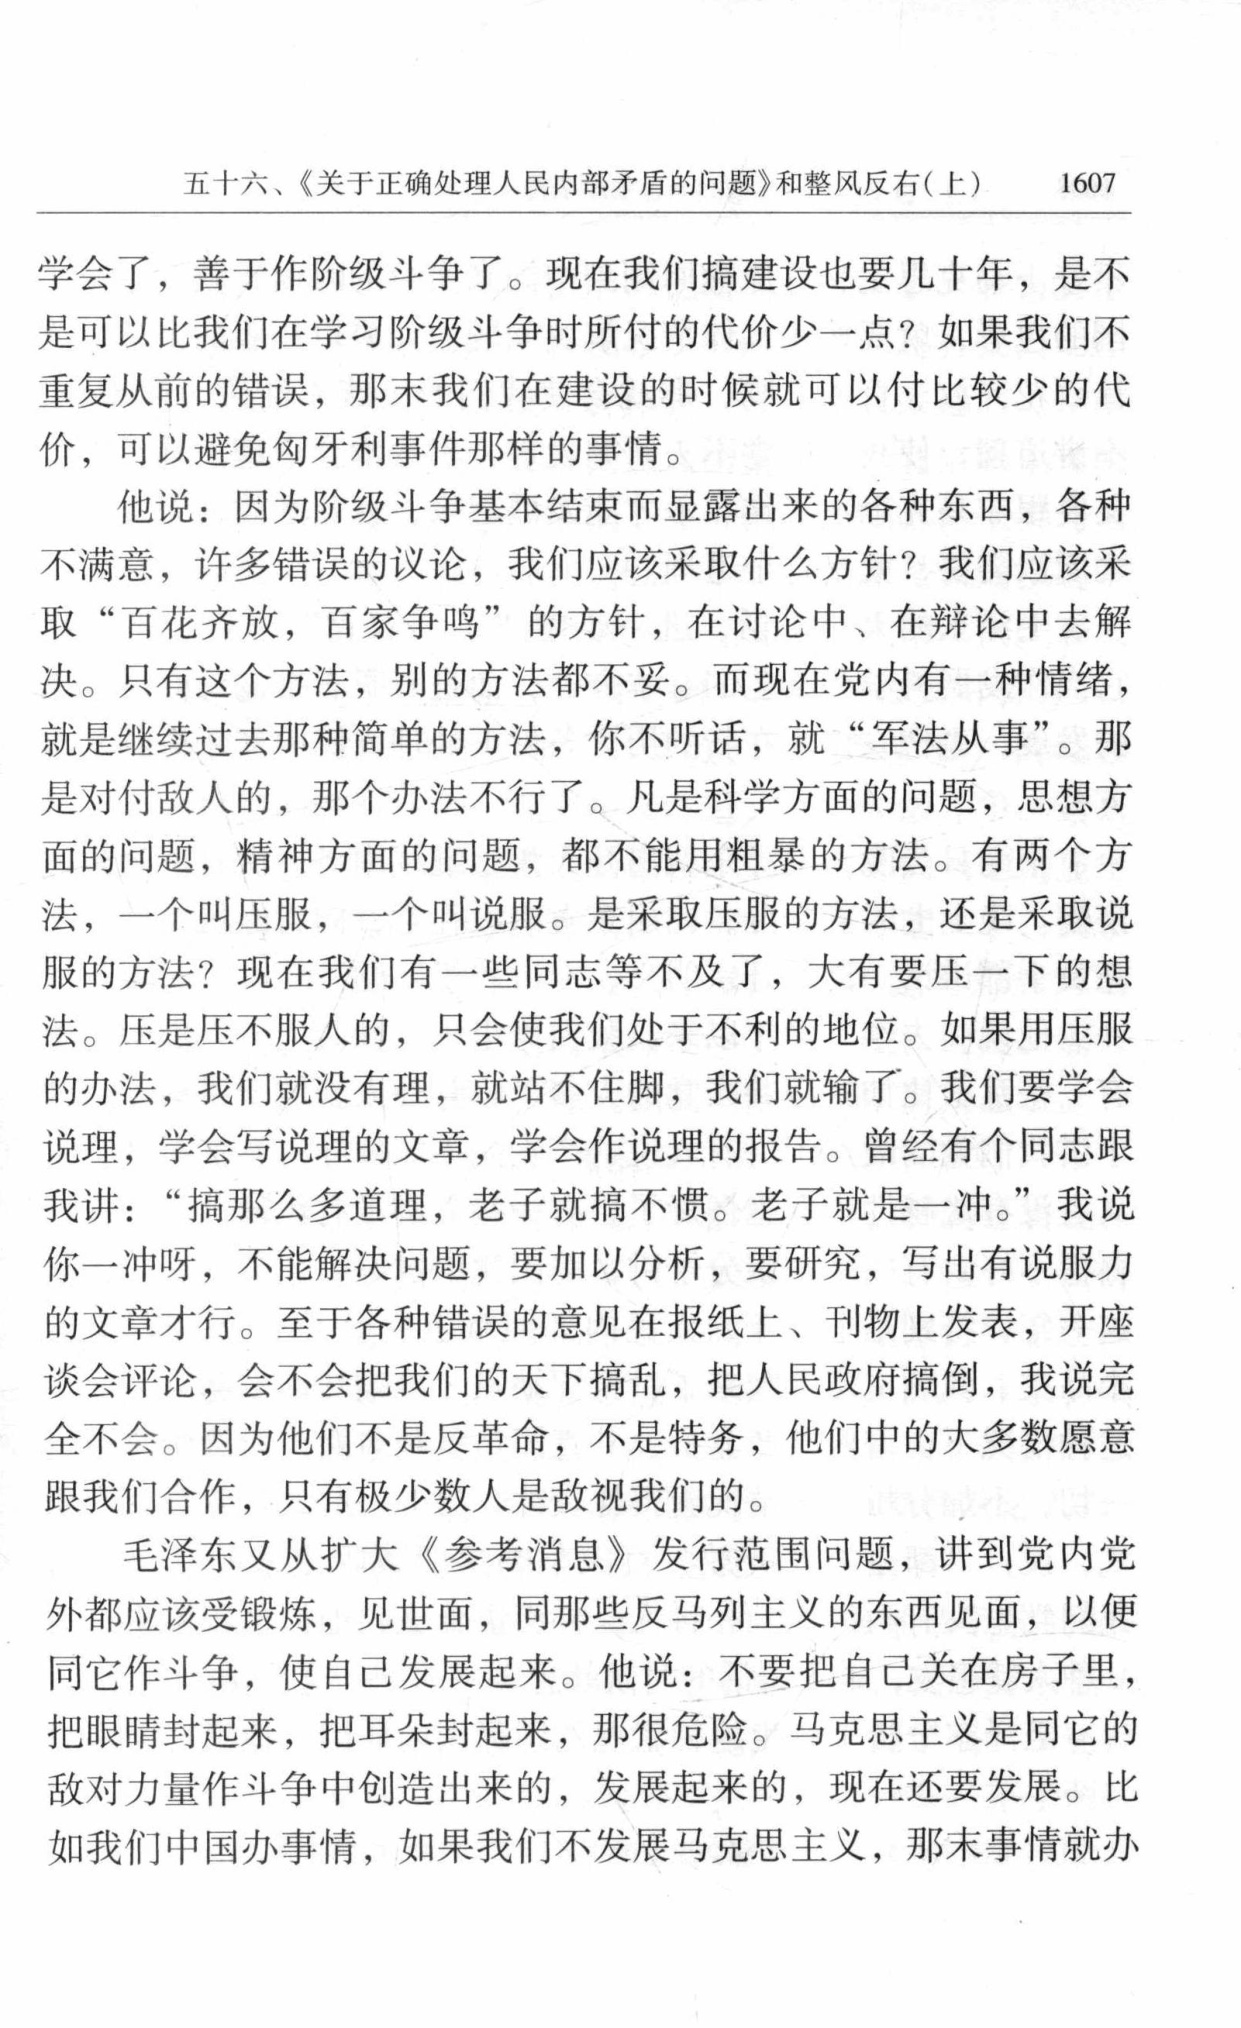 五十六、《关于正确处理人民内部矛盾的问题》和整风反右(上) 1607
学会了，善于作阶级斗争了。现在我们搞建设也要几十年，是不
是可以比我们在学习阶级斗争时所付的代价少一点？如果我们不
重复从前的错误，那末我们在建设的时候就可以付比较少的代
价，可以避免匈牙利事件那样的事情。
他说：因为阶级斗争基本结束而显露出来的各种东西，各种
不满意，许多错误的议论，我们应该采取什么方针？我们应该采
取“百花齐放，百家争鸣”的方针，在讨论中、在辩论中去解
决。只有这个方法，别的方法都不妥。而现在党内有一种情绪，
就是继续过去那种简单的方法，你不听话，就“军法从事”。那
是对付敌人的，那个办法不行了。凡是科学方面的问题，思想方
面的问题，精神方面的问题，都不能用粗暴的方法。有两个方
法，一个叫压服，一个叫说服。是采取压服的方法，还是采取说
服的方法？现在我们有一些同志等不及了，大有要压一下的想
法。压是压不服人的，只会使我们处于不利的地位。如果用压服
的办法，我们就没有理，就站不住脚，我们就输了。我们要学会
说理，学会写说理的文章，学会作说理的报告。曾经有个同志跟
我讲：“搞那么多道理，老子就搞不惯。老子就是一冲。”我说
你一冲呀，不能解决问题，要加以分析，要研究，写出有说服力
的文章才行。至于各种错误的意见在报纸上、刊物上发表，开座
谈会评论，会不会把我们的天下搞乱，把人民政府搞倒，我说完
全不会。因为他们不是反革命，不是特务，他们中的大多数愿意
跟我们合作，只有极少数人是敌视我们的。
毛泽东又从扩大《参考消息》发行范围问题，讲到党内党
外都应该受锻炼，见世面，同那些反马列主义的东西见面，以便
同它作斗争，使自己发展起来。他说：不要把自己关在房子里，
把眼睛封起来，把耳朵封起来，那很危险。马克思主义是同它的
敌对力量作斗争中创造出来的，发展起来的，现在还要发展。比
如我们中国办事情，如果我们不发展马克思主义，那末事情就办